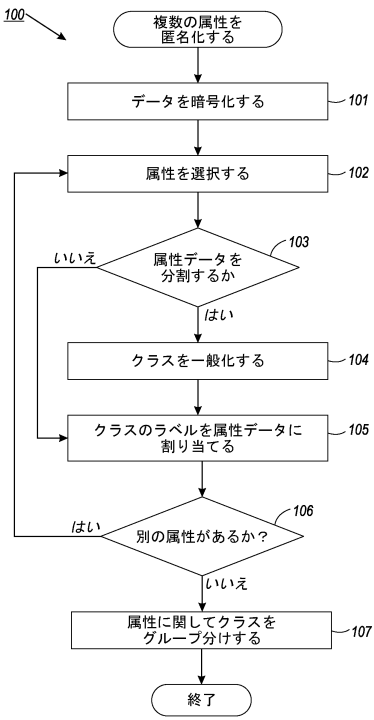 100
複数の属性を
匿名化する
データを暗号化する
101
属性を選択する
102
属性データを
分割するか
103
いいえ
はい
クラスを一般化する
104
クラスのラベルを属性データに
割り当てる
105
別の属性があるか?
106
はい
いいえ
属性に関してクラスを
グループ分けする
107
終了